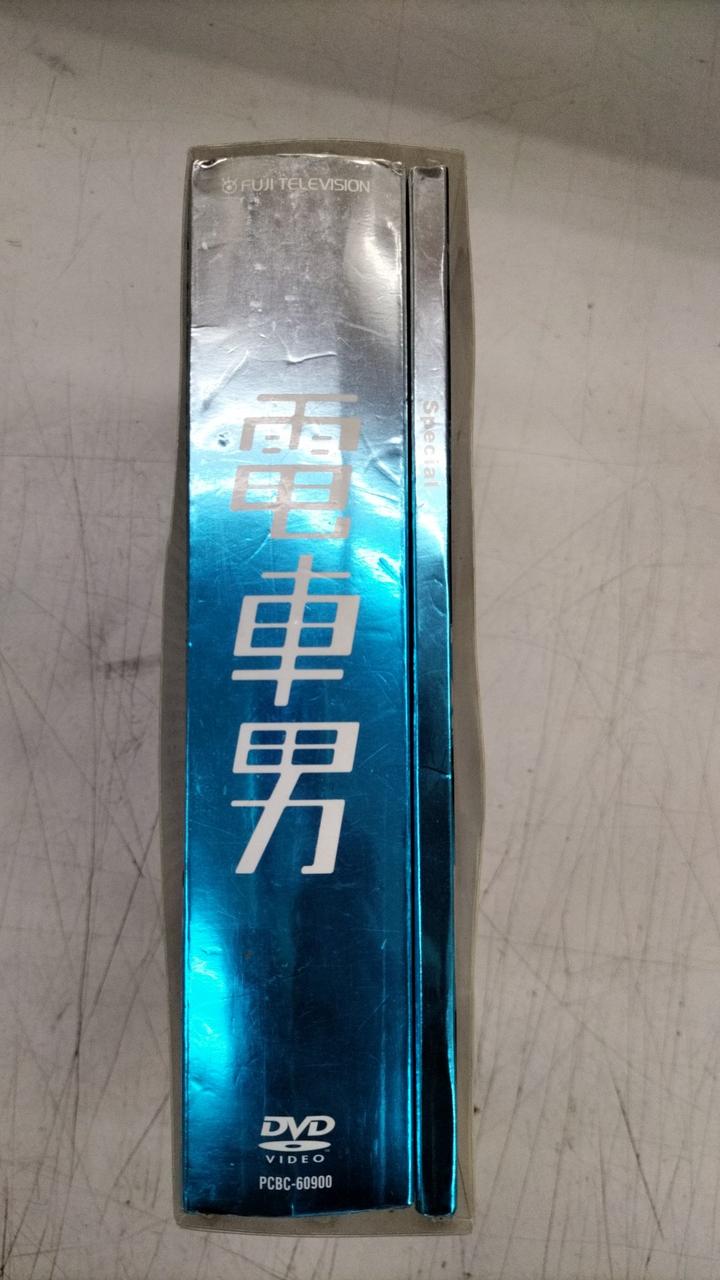 FUJI TELEVISION
電車男
DVD
VIDEO
PCBC-60900
Special